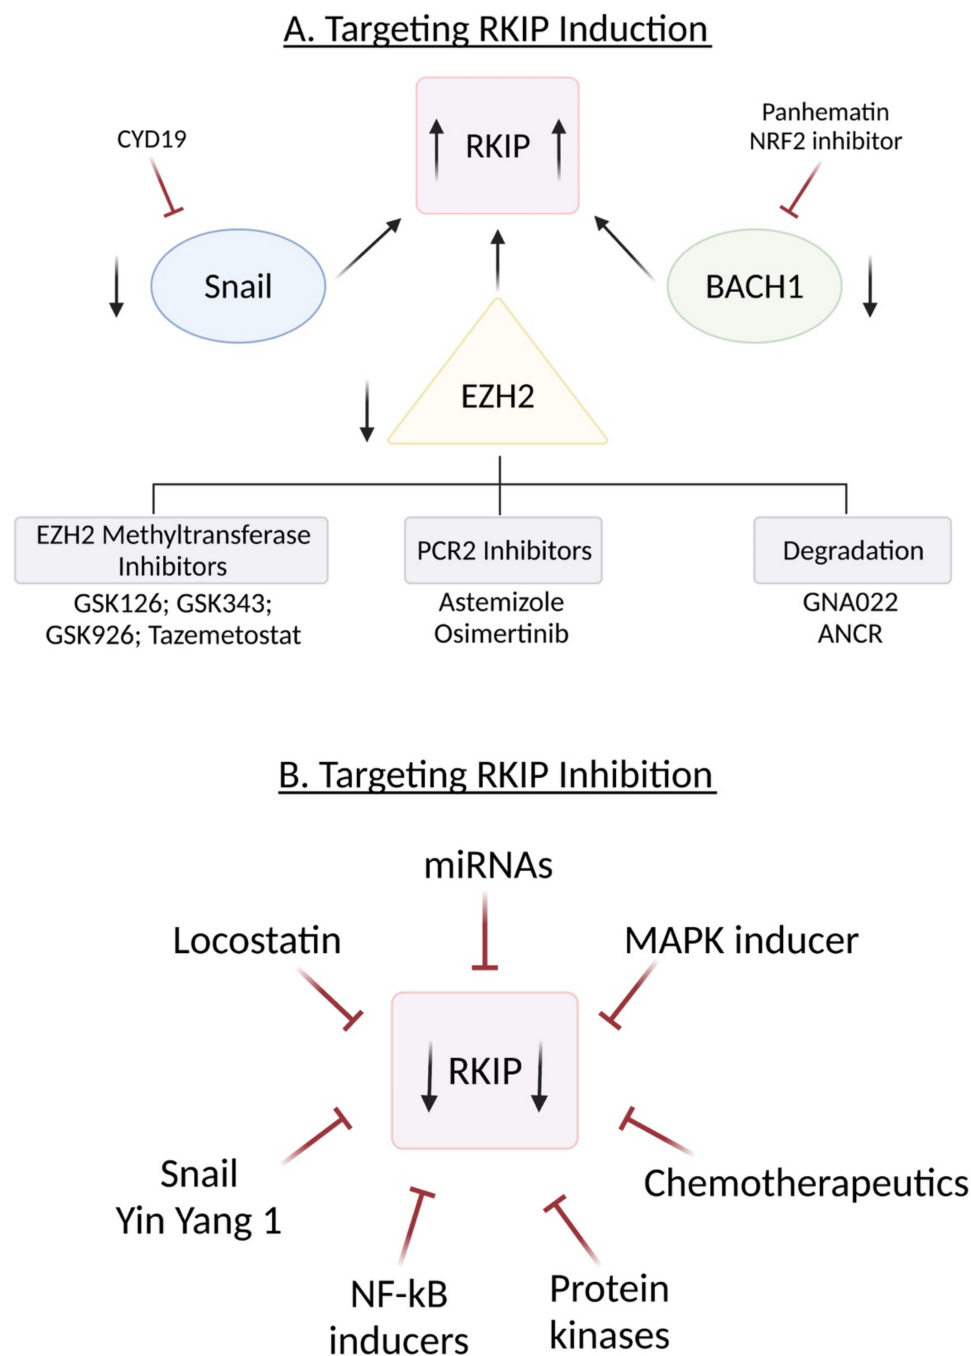 A. Targeting RKIP Induction
CYD19
Panhematin
NRF2 inhibitor
RKIP
Snail
BACH1
EZH2
EZH2 Methyltransferase
Inhibitors
GSK126; GSK343;
GSK926; Tazemetostat
PCR2 Inhibitors
Astemizole
Osimertinib
Degradation
GNA022
ANCR
B. Targeting RKIP Inhibition
miRNAs
Locostatin
MAPK inducer
RKIP
Snail
Yin Yang 1
Chemotherapeutics
NF-kB
inducers
Protein
kinases